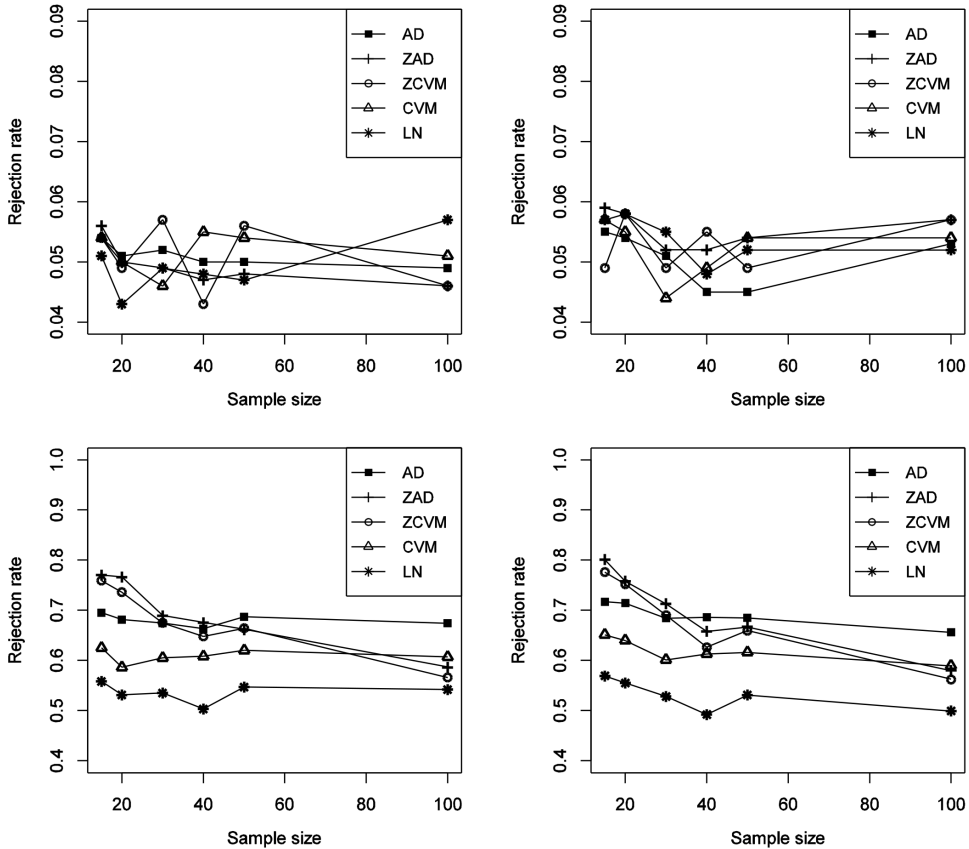 Rejection rate
0.04 0.05 0.06 0.07 0.08 0.09
AD
ZAD
ZCVM
CVM
LN
20 40 60 80 100
Sample size
Rejection rate
0.04 0.05 0.06 0.07 0.08 0.09
AD
ZAD
ZCVM
CVM
LN
20 40 60 80 100
Sample size
Rejection rate
0.4 0.5 0.6 0.7 0.8 0.9 1.0
AD
ZAD
ZCVM
CVM
LN
20 40 60 80 100
Sample size
Rejection rate
0.4 0.5 0.6 0.7 0.8 0.9 1.0
AD
ZAD
ZCVM
CVM
LN
20 40 60 80 100
Sample size